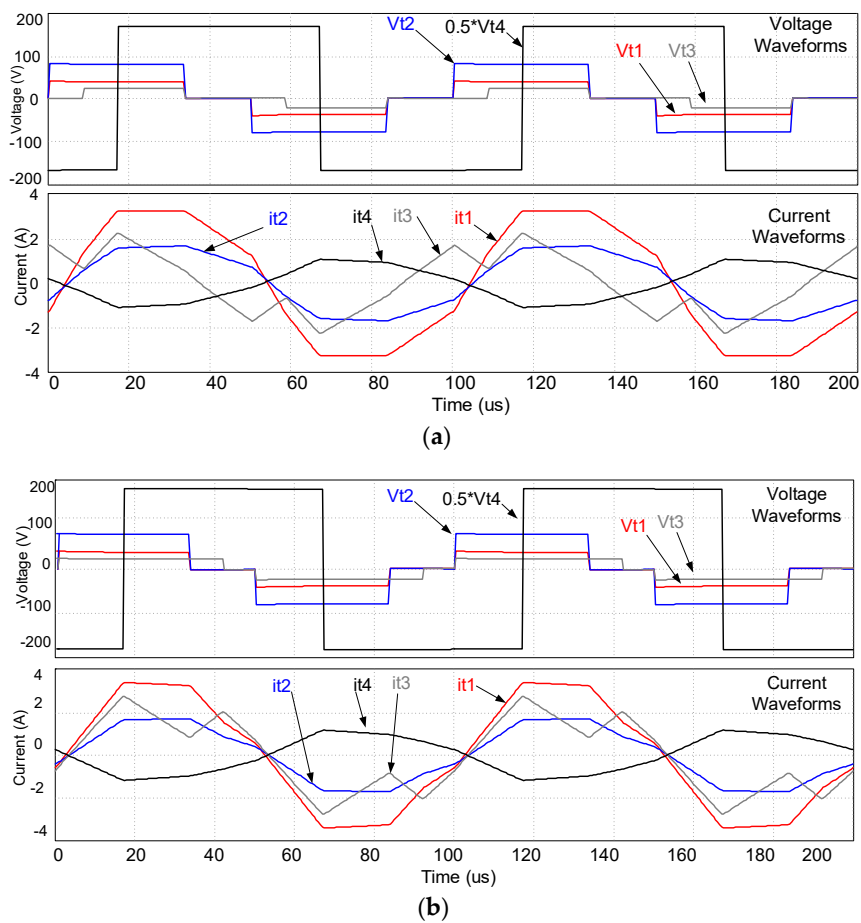 200
100
0
-100
-200
Voltage (V)
Vt2
0.5*Vt4
Vt1
Vt3
Voltage
Waveforms
4
2
0
-2
-4
Current (A)
it2
it4
it3
it1
Current
Waveforms
0 20 40 60 80 100 120 140 160 180 200
Time (us)
(a)
200
100
0
-100
-200
Voltage (V)
Vt2
0.5*Vt4
Vt1
Vt3
Voltage
Waveforms
4
2
0
-2
-4
Current (A)
it2
it4
it3
it1
Current
Waveforms
0 20 40 60 80 100 120 140 160 180 200
Time (us)
(b)